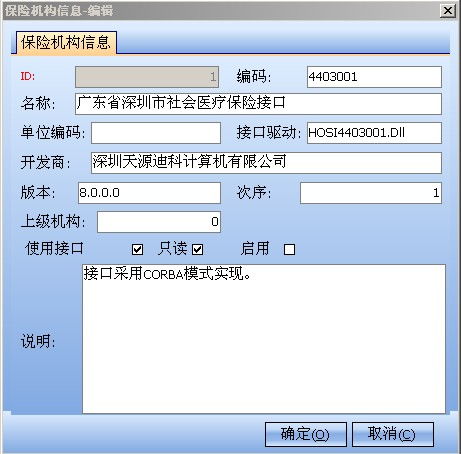 保险机构信息-编辑
保险机构信息
ID: 1 编码: 4403001
名称: 广东省深圳市社会医疗保险接口
单位编码: 接口驱动: HOSI4403001.Dll
开发商: 深圳天源迪科计算机有限公司
版本: 8.0.0.0 次序: 1
上级机构: 0
使用接口 只读 启用
接口采用CORBA模式实现。
说明:
确定(O) 取消(C)